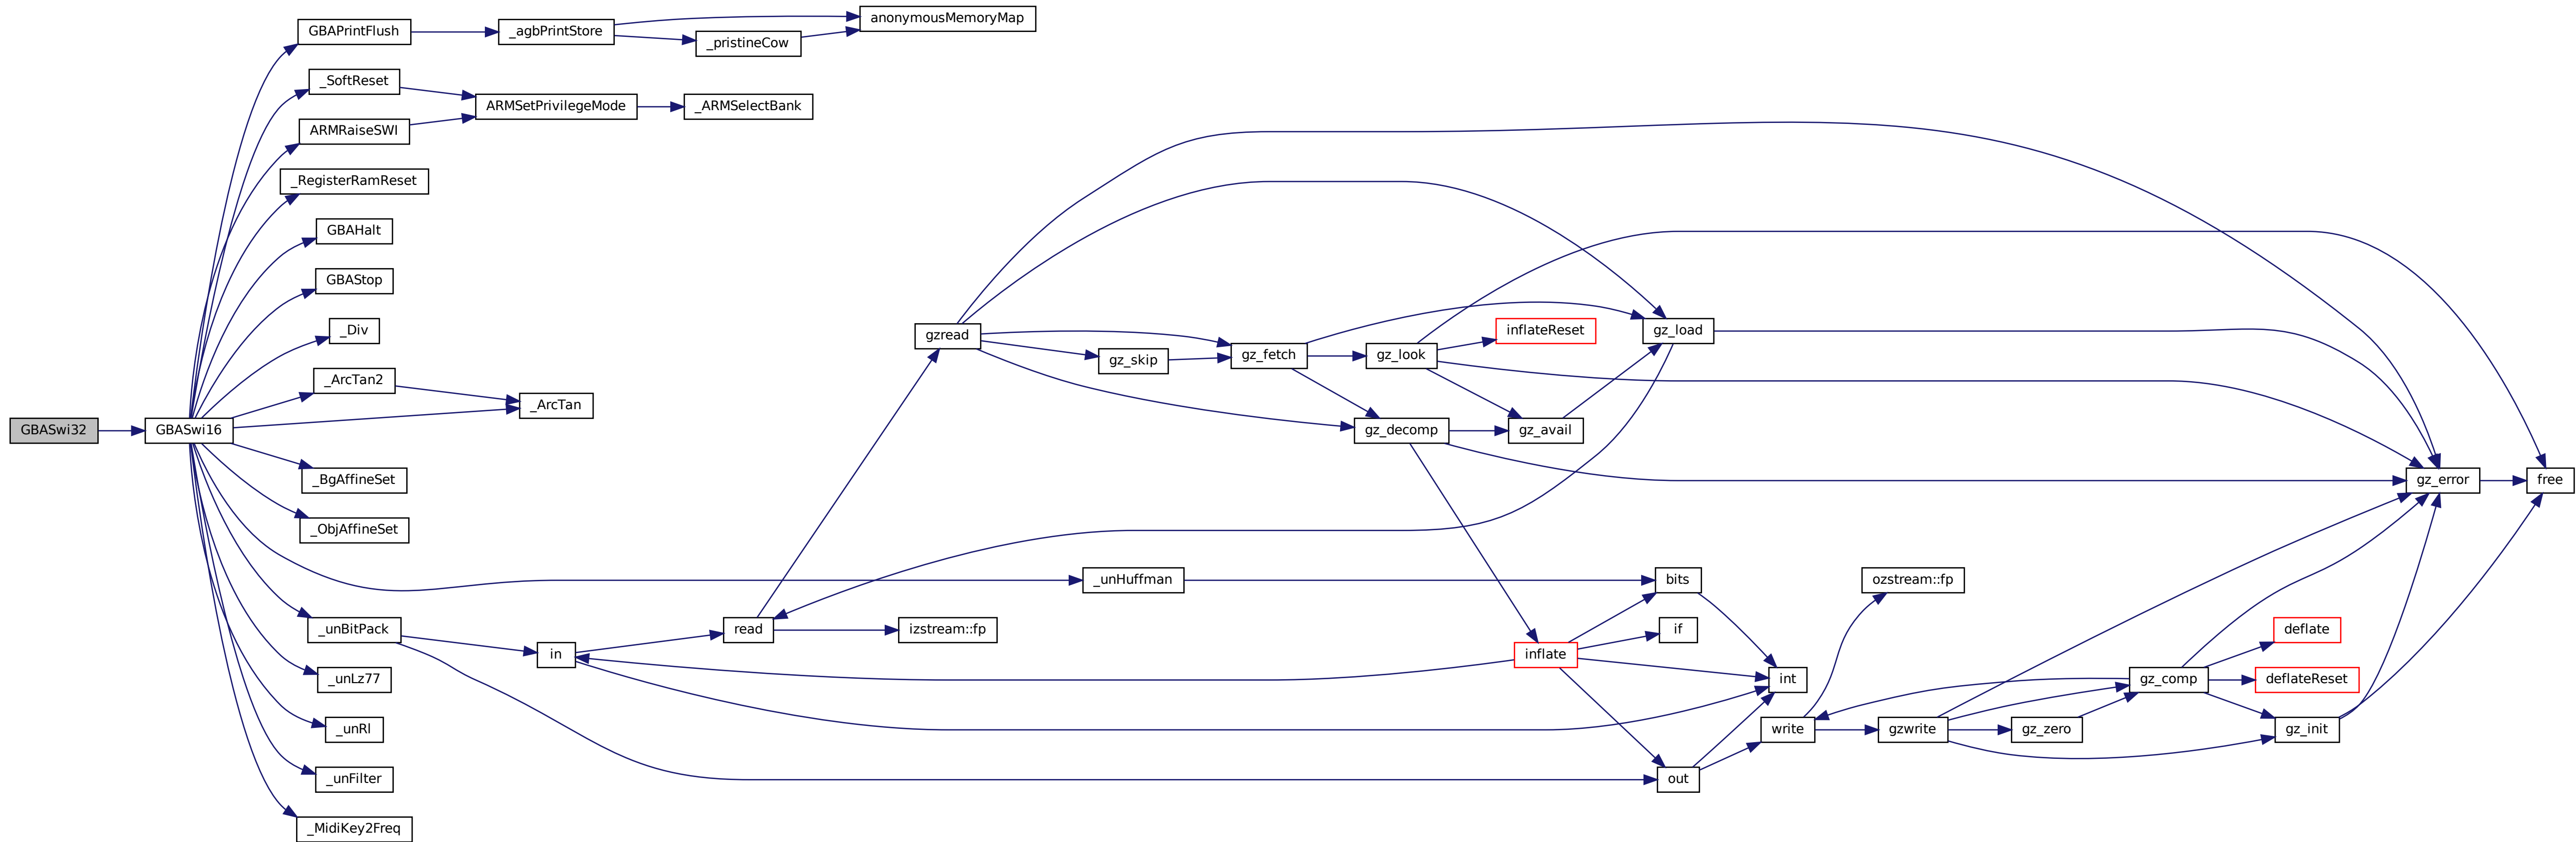 GBASwi32
GBASwi16
GBAPrintFlush
_agbPrintStore
anonymousMemoryMap
_pristineCow
_SoftReset
ARMSetPrivilegeMode
_ARMSelectBank
ARMRaiseSWI
_RegisterRamReset
GBAHalt
GBAStop
_Div
_ArcTan2
_ArcTan
_BgAffineSet
_ObjAffineSet
_unHuffman
_unBitPack
_unLz77
_unRl
_unFilter
_MidiKey2Freq
in
read
izstream::fp
gzread
gz_skip
gz_fetch
gz_look
inflateReset
gz_load
gz_decomp
gz_avail
inflate
bits
if
int
out
write
ozstream::fp
gzwrite
gz_zero
gz_comp
deflate
deflateReset
gz_init
gz_error
free